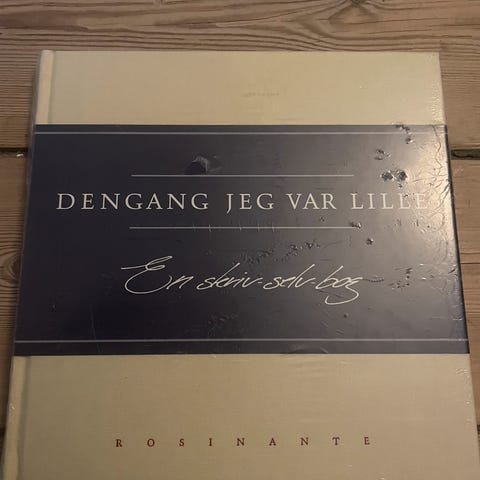 DENGANG JEG VAR LILLE
En skriv-selv-bog
ROSINANTE